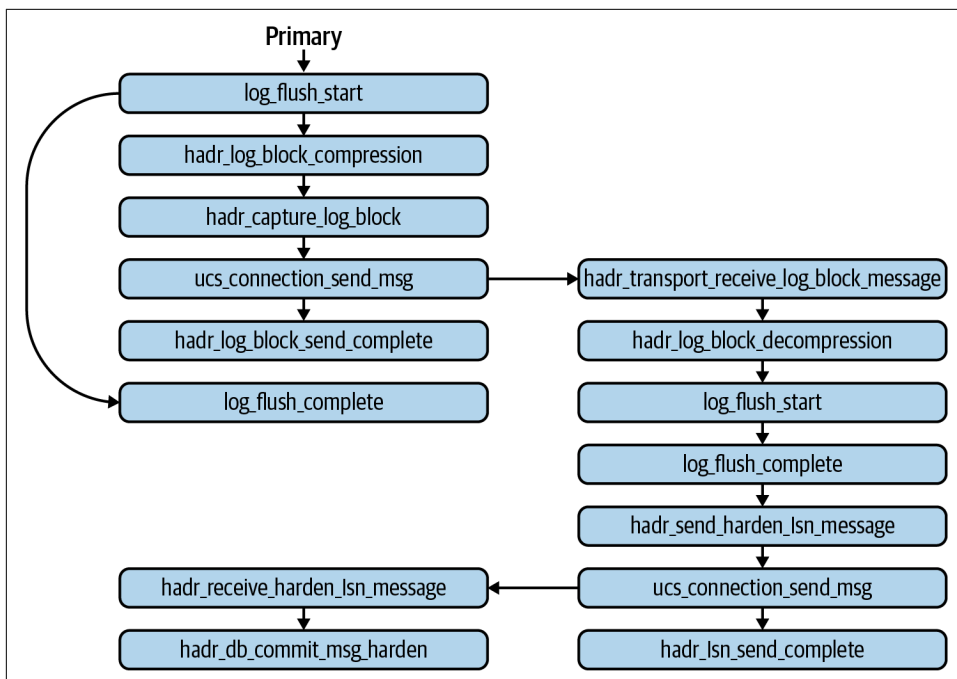 Primary
log_flush_start
hadr_log_block_compression
hadr_capture_log_block
ucs_connection_send_msg
hadr_log_block_send_complete
log_flush_complete
hadr_transport_receive_log_block_message
hadr_log_block_decompression
log_flush_start
log_flush_complete
hadr_send_harden_lsn_message
ucs_connection_send_msg
hadr_lsn_send_complete
hadr_receive_harden_lsn_message
hadr_db_commit_msg_harden